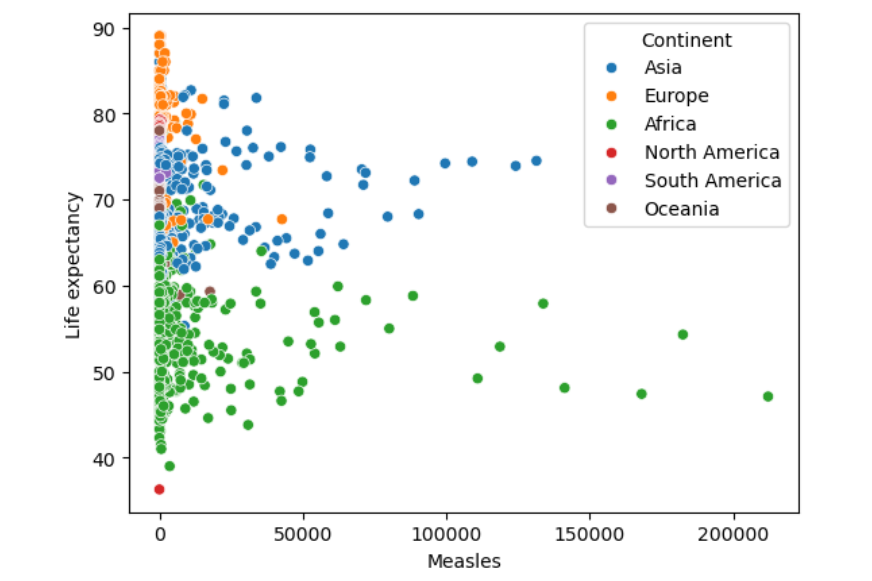 Continent
Asia
Europe
Africa
North America
South America
Oceania
90
80
70
60
50
40
Life expectancy
0 50000 100000 150000 200000
Measles